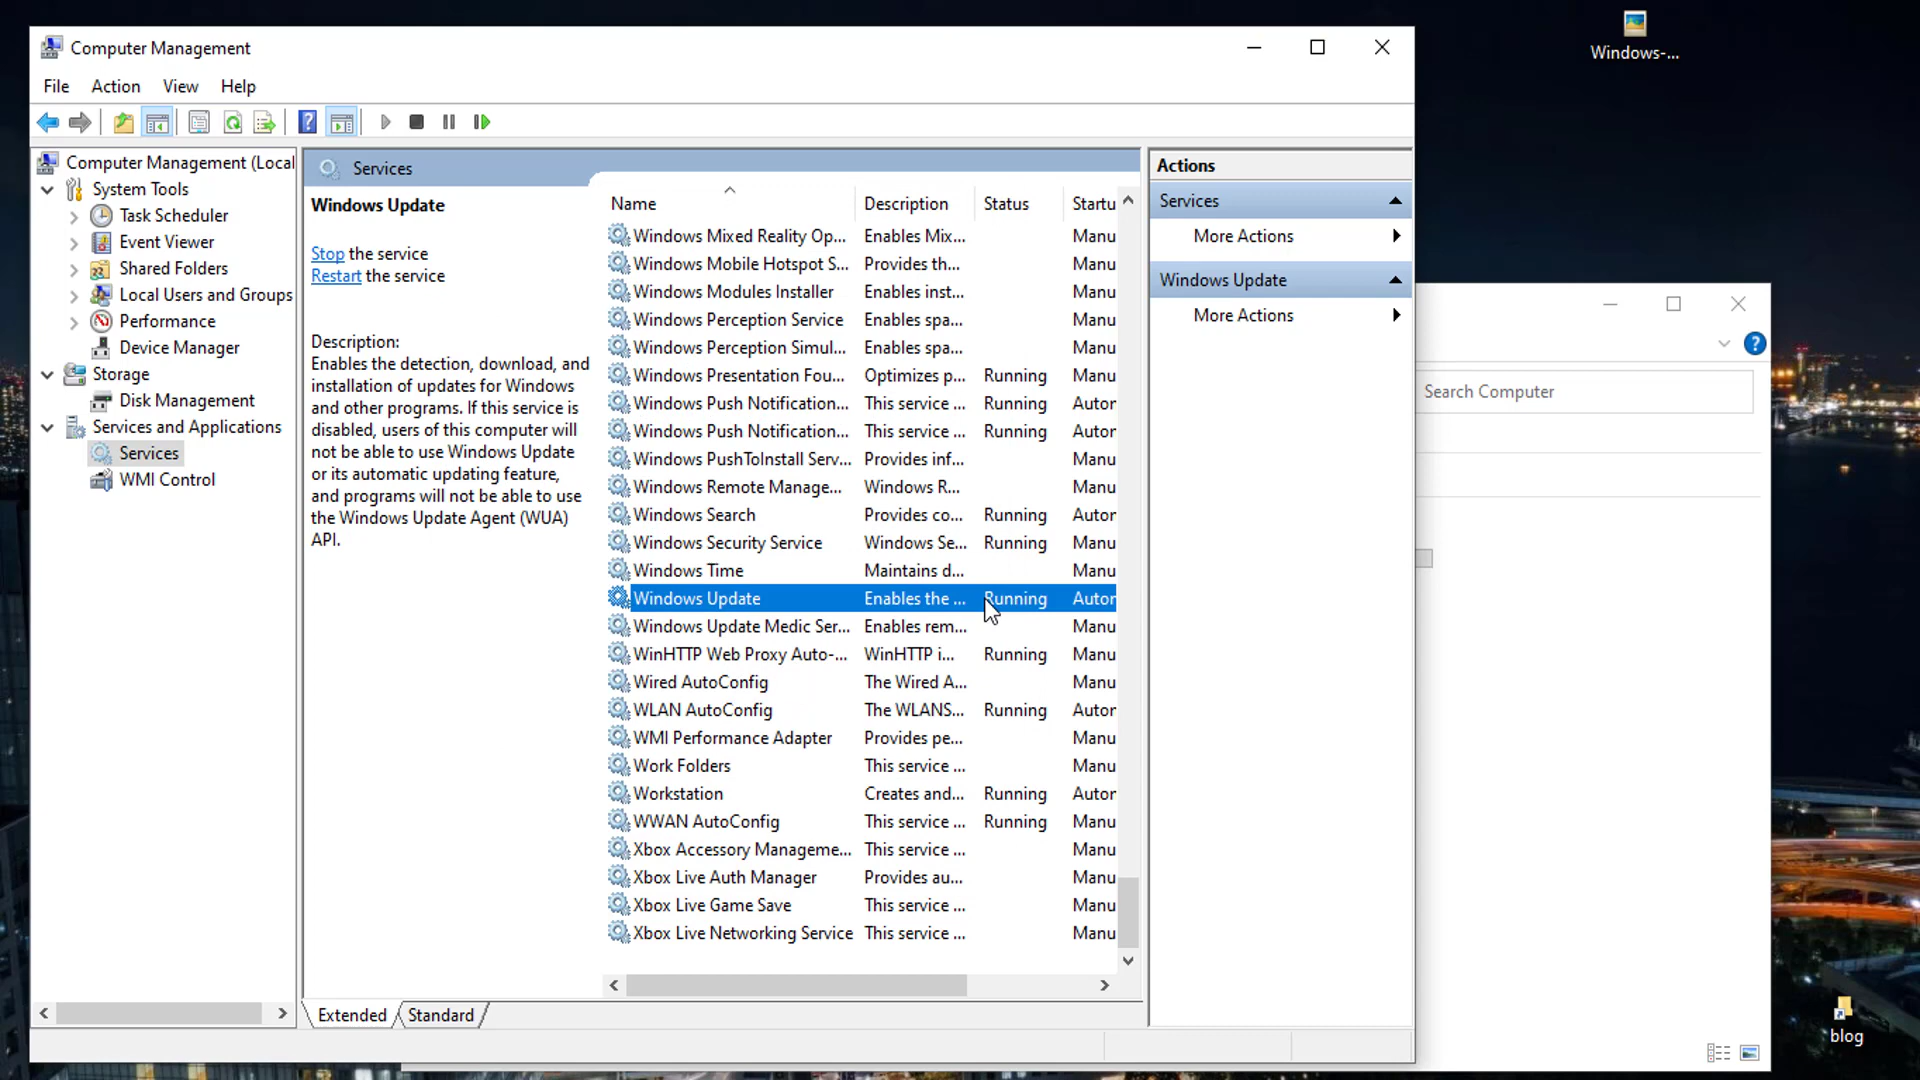 Computer Management
Windows-...
File Action View Help
Computer Management (Local
System Tools
Task Scheduler
Event Viewer
Shared Folders
Local Users and Groups
Performance
Device Manager
Storage
Disk Management
Services and Applications
Services
WMI Control
Services
Windows Update
Stop the service
Restart the service
Description:
Enables the detection, download, and
installation of updates for Windows
and other programs. If this service is
disabled, users of this computer will
not be able to use Windows Update
or its automatic updating feature,
and programs will not be able to use
the Windows Update Agent (WUA)
API.
Name Description Status Startu
Windows Mixed Reality Op... Enables Mix... Manu
Windows Mobile Hotspot S... Provides th... Manu
Windows Modules Installer Enables inst... Manu
Windows Perception Service Enables spa... Manu
Windows Perception Simul... Enables spa... Manu
Windows Presentation Fou... Optimizes p... Running Manu
Windows Push Notification... This service ... Running Autor
Windows Push Notification... This service ... Running Autor
Windows PushToInstall Serv... Provides inf... Manu
Windows Remote Manage... Windows R... Manu
Windows Search Provides co... Running Autor
Windows Security Service Windows Se... Running Manu
Windows Time Maintains d... Manu
Windows Update Enables the ... Running Autor
Windows Update Medic Ser... Enables rem... Manu
WinHTTP Web Proxy Auto-... WinHTTP i... Running Manu
Wired AutoConfig The Wired A... Manu
WLAN AutoConfig The WLANS... Running Autor
WMI Performance Adapter Provides pe... Manu
Work Folders This service ... Manu
Workstation Creates and... Running Autor
WWAN AutoConfig This service ... Running Manu
Xbox Accessory Manageme... This service ... Manu
Xbox Live Auth Manager Provides au... Manu
Xbox Live Game Save This service ... Manu
Xbox Live Networking Service This service ... Manu
Extended Standard
Actions
Services
More Actions
Windows Update
More Actions
Search Computer
blog